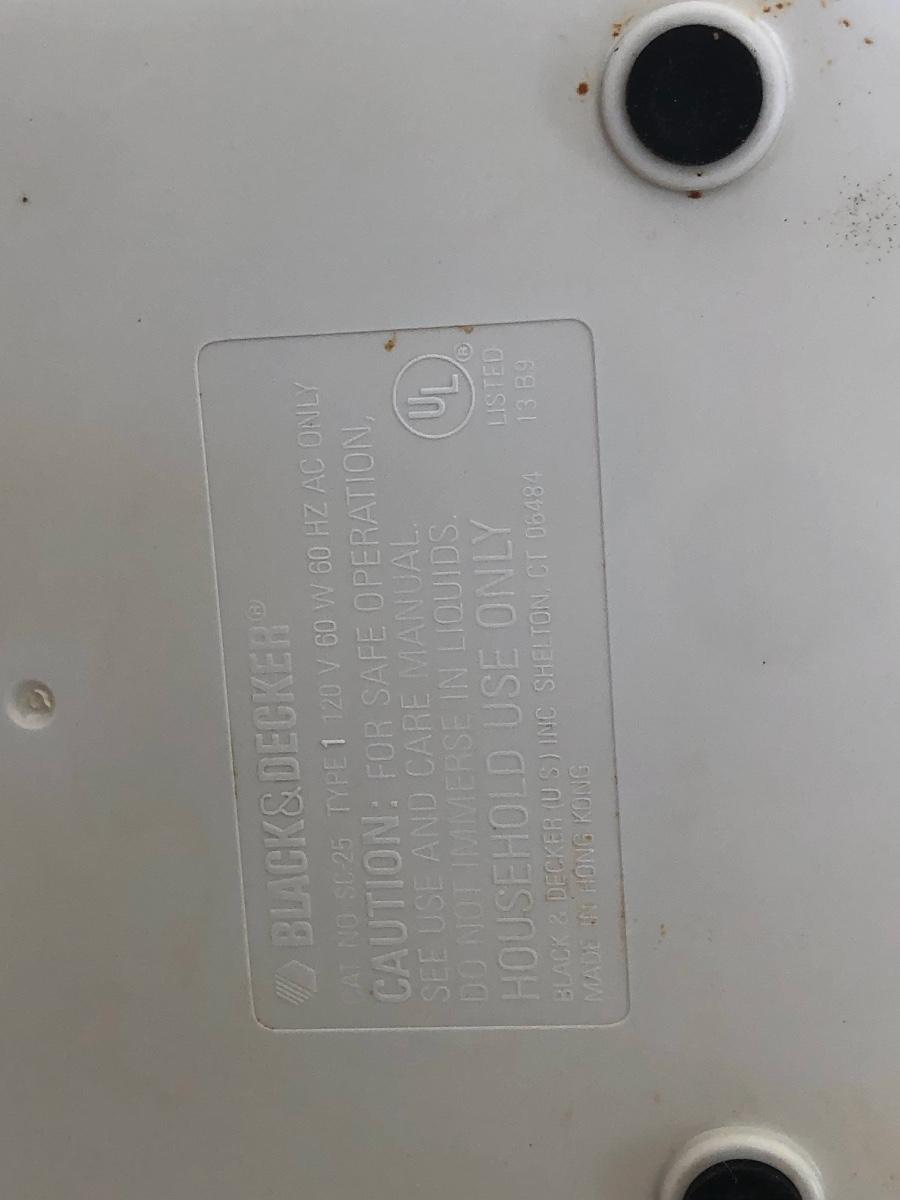 BLACK&DECKER®
CAT NO SC25 TYPE 1 120 V 60 W 60 HZ AC ONLY
CAUTION: FOR SAFE OPERATION,
SEE USE AND CARE MANUAL.
DO NOT IMMERSE IN LIQUIDS.
HOUSEHOLD USE ONLY
BLACK & DECKER (U S ) INC SHELTON, CT 06484
MADE IN HONG KONG
UL®
LISTED
13 B9